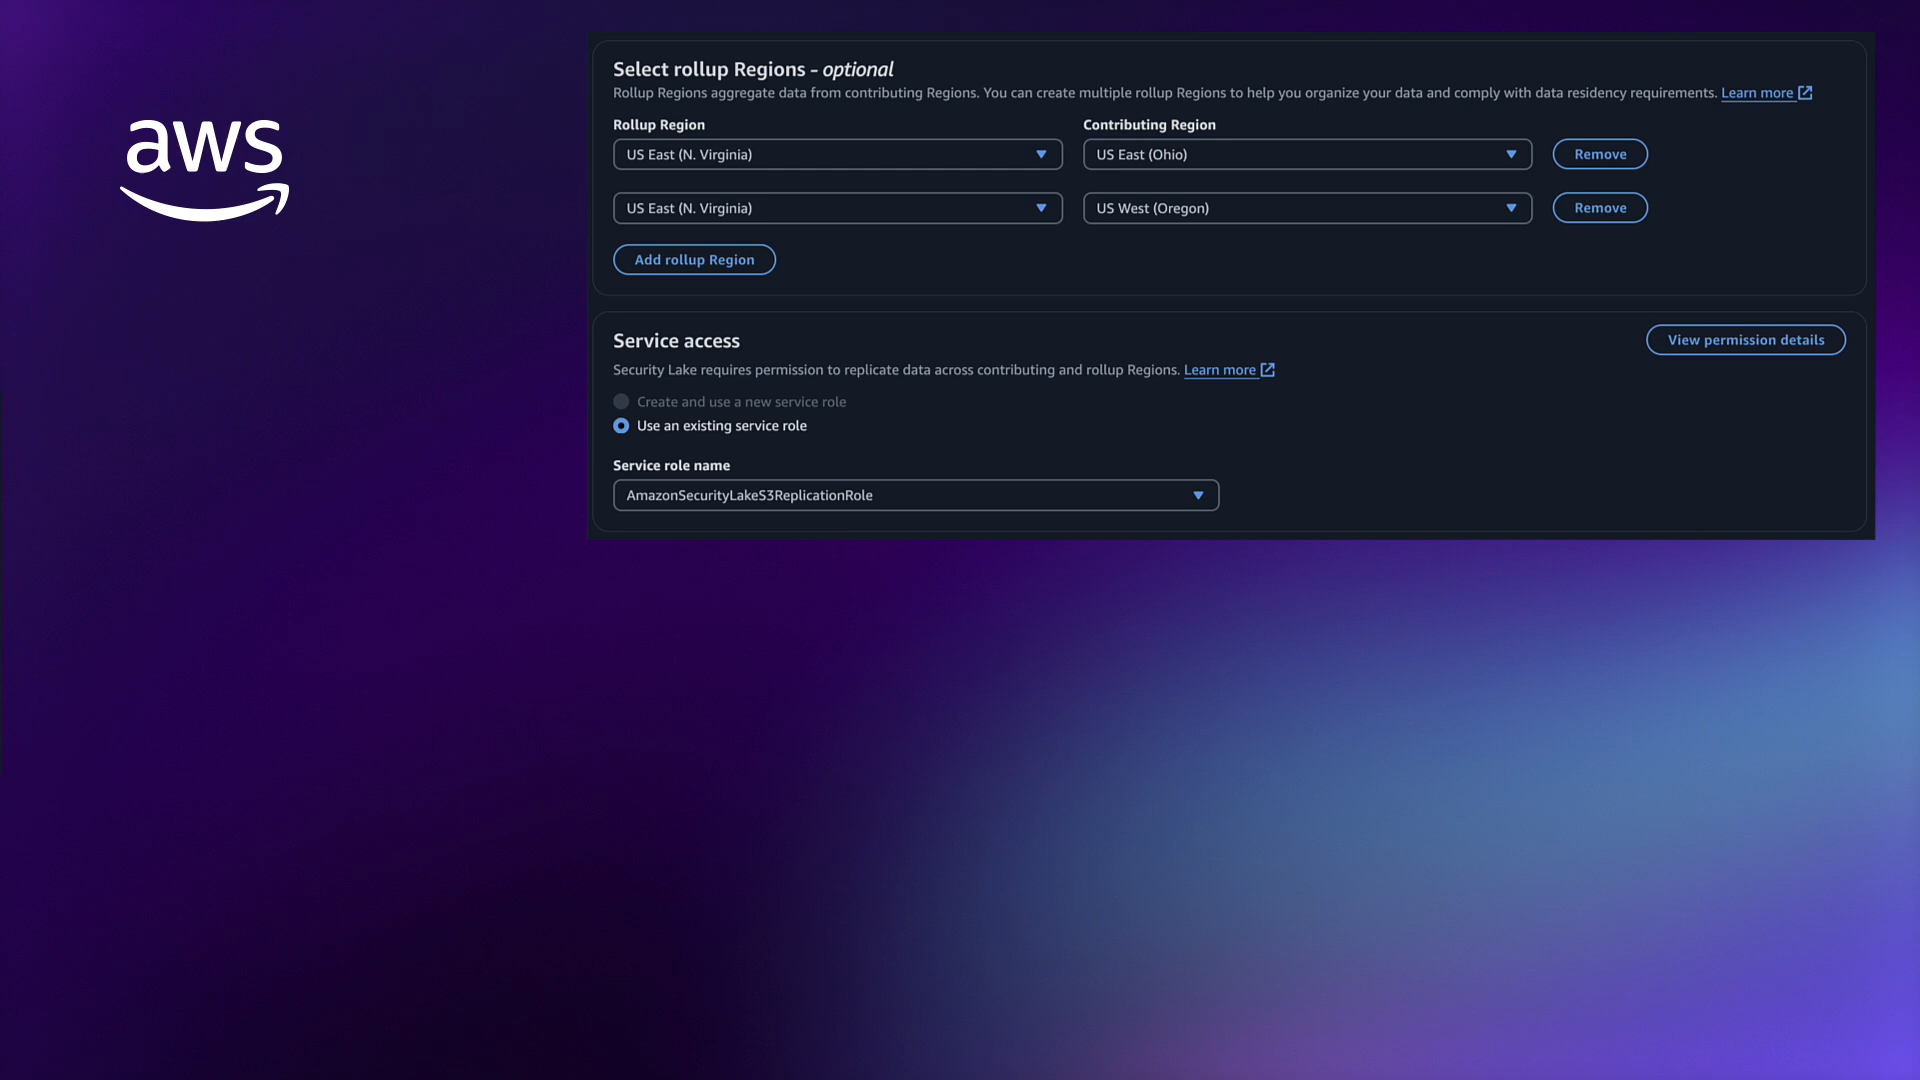 aws
Select rollup Regions - optional
Rollup Regions aggregate data from contributing Regions. You can create multiple rollup Regions to help you organize your data and comply with data residency requirements. Learn more
Rollup Region Contributing Region
US East (N. Virginia) US East (Ohio) Remove
US East (N. Virginia) US West (Oregon) Remove
Add rollup Region
Service access View permission details
Security Lake requires permission to replicate data across contributing and rollup Regions. Learn more
Create and use a new service role
Use an existing service role
Service role name
AmazonSecurityLakeS3ReplicationRole